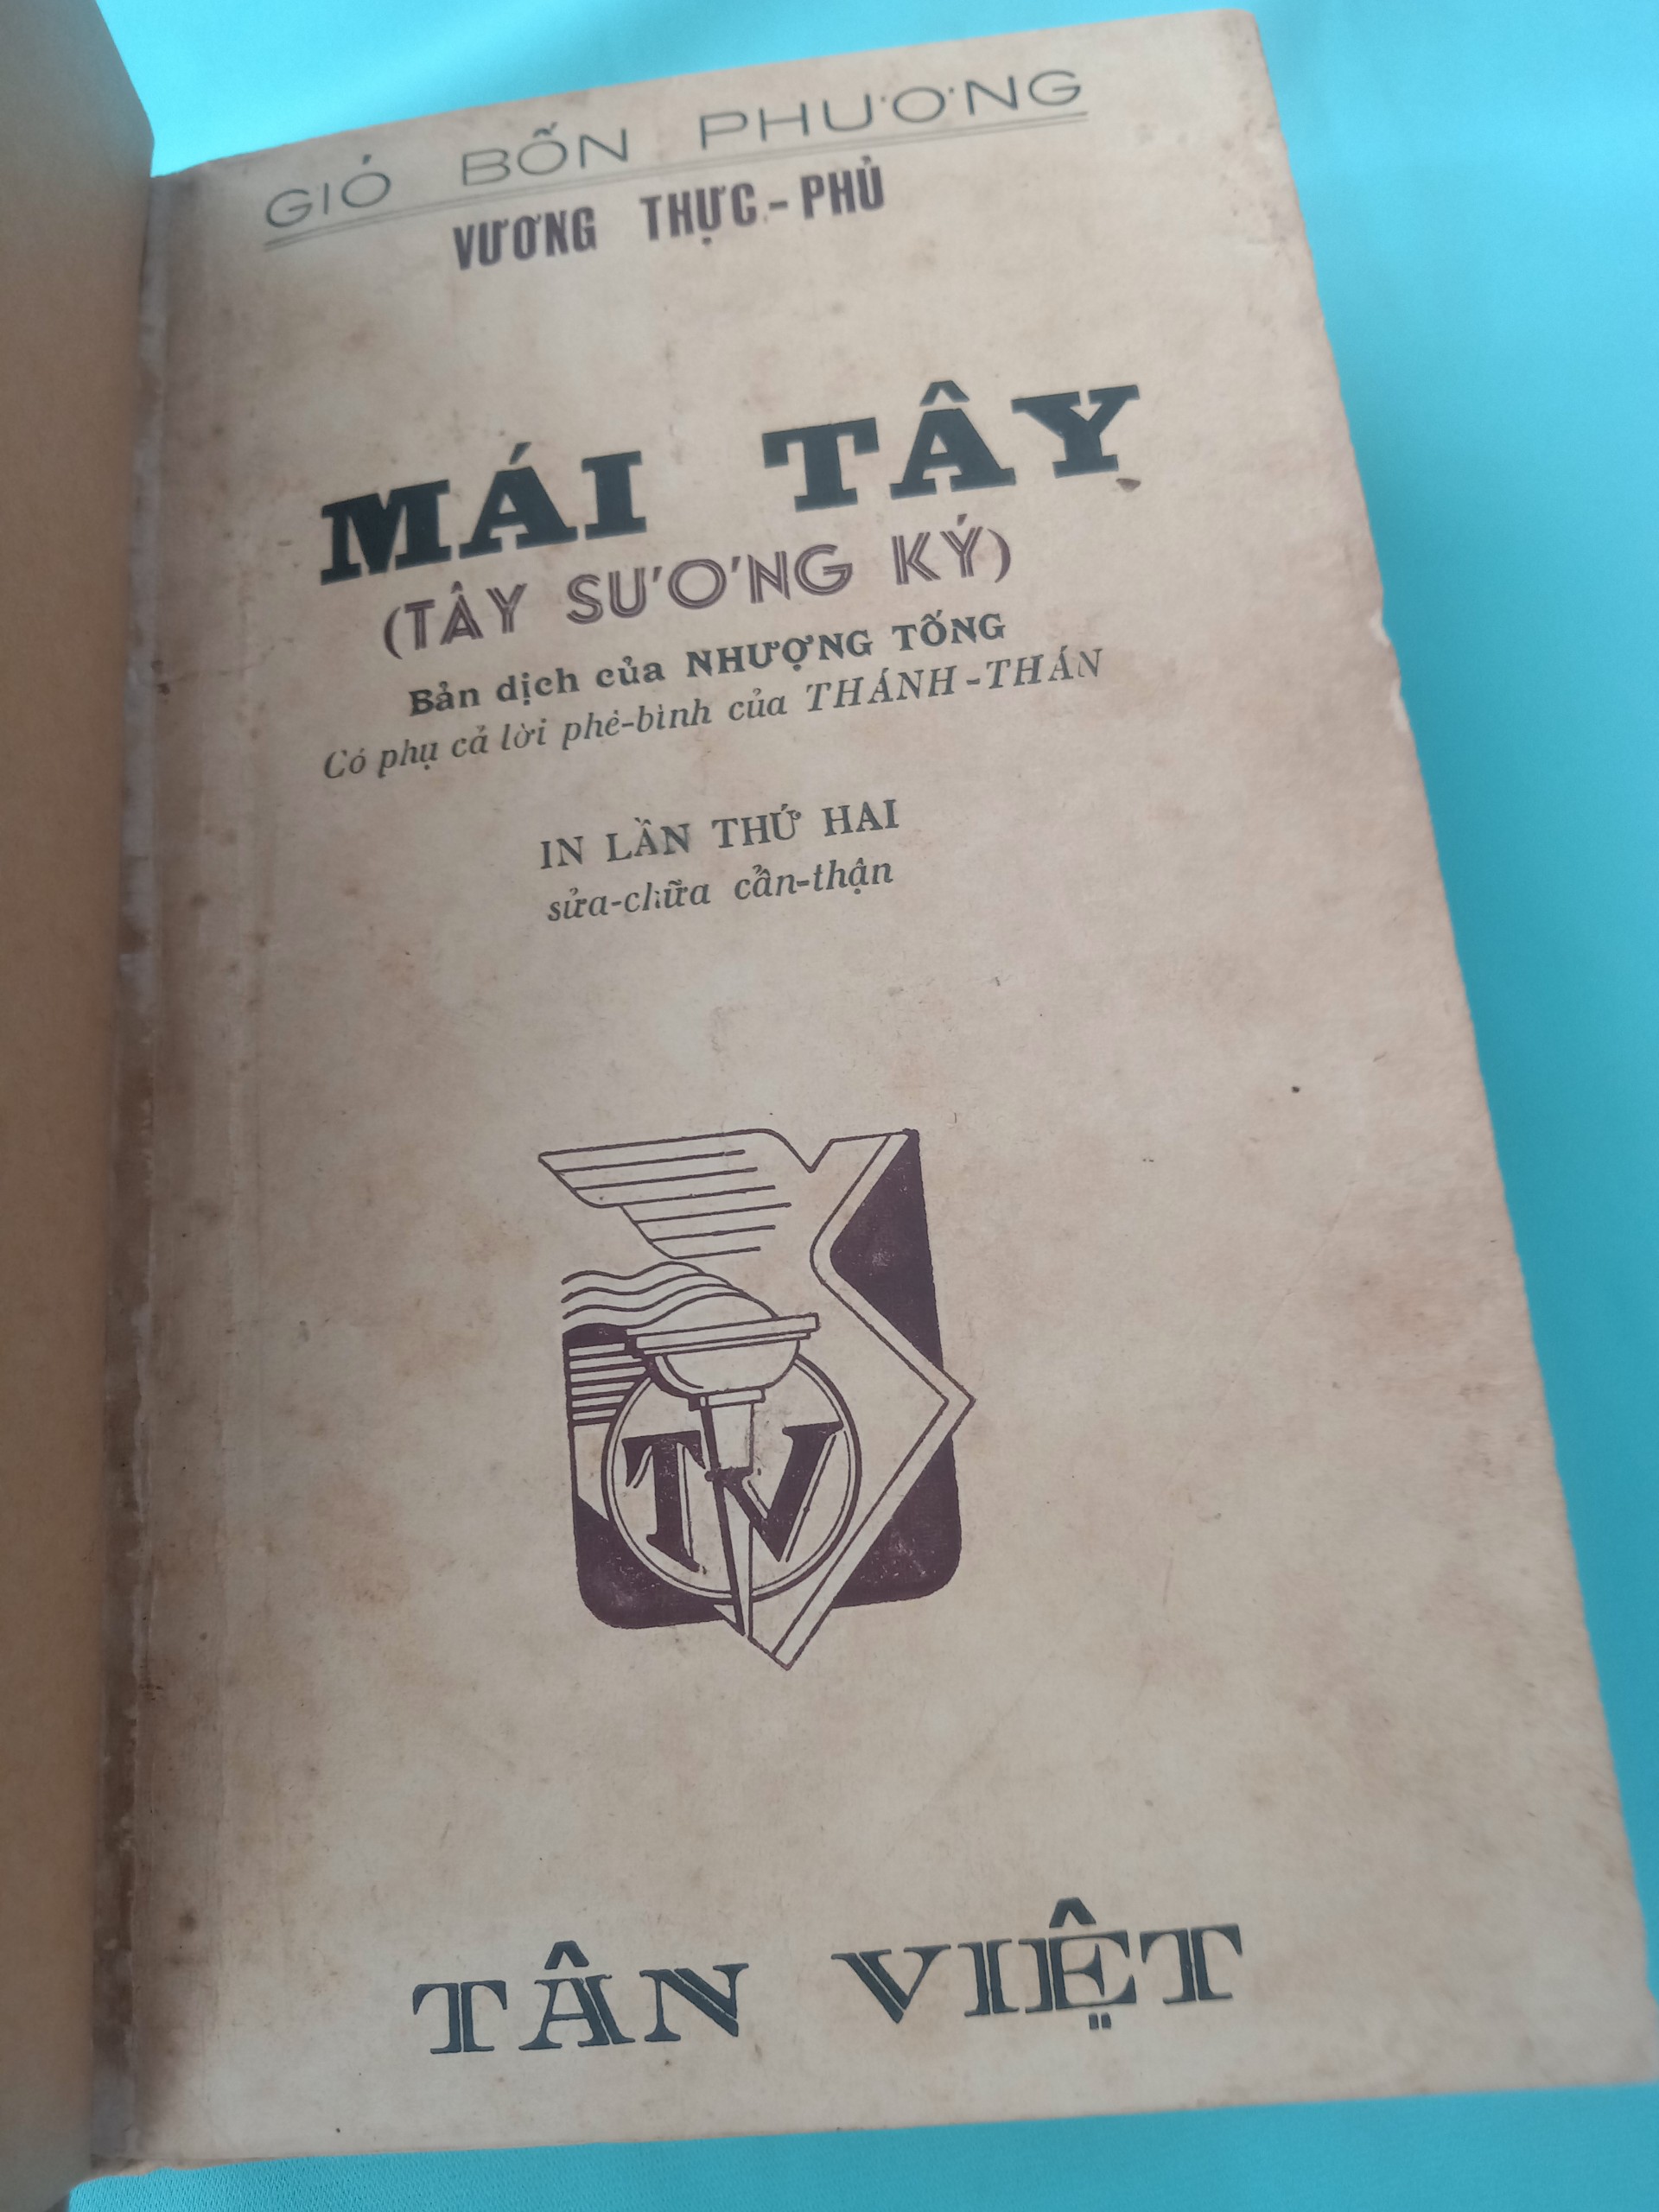 GIÓ BỐN PHƯƠNG
VƯƠNG THỰC-PHỦ
MÁI TÂY
(TÂY SƯƠNG KÝ)
Bản dịch của NHƯỢNG TỐNG
Có phụ cả lời phê-bình của THÁNH-THÁN
IN LẦN THỨ HAI
sửa-chữa cẩn-thận
TV
TÂN VIỆT